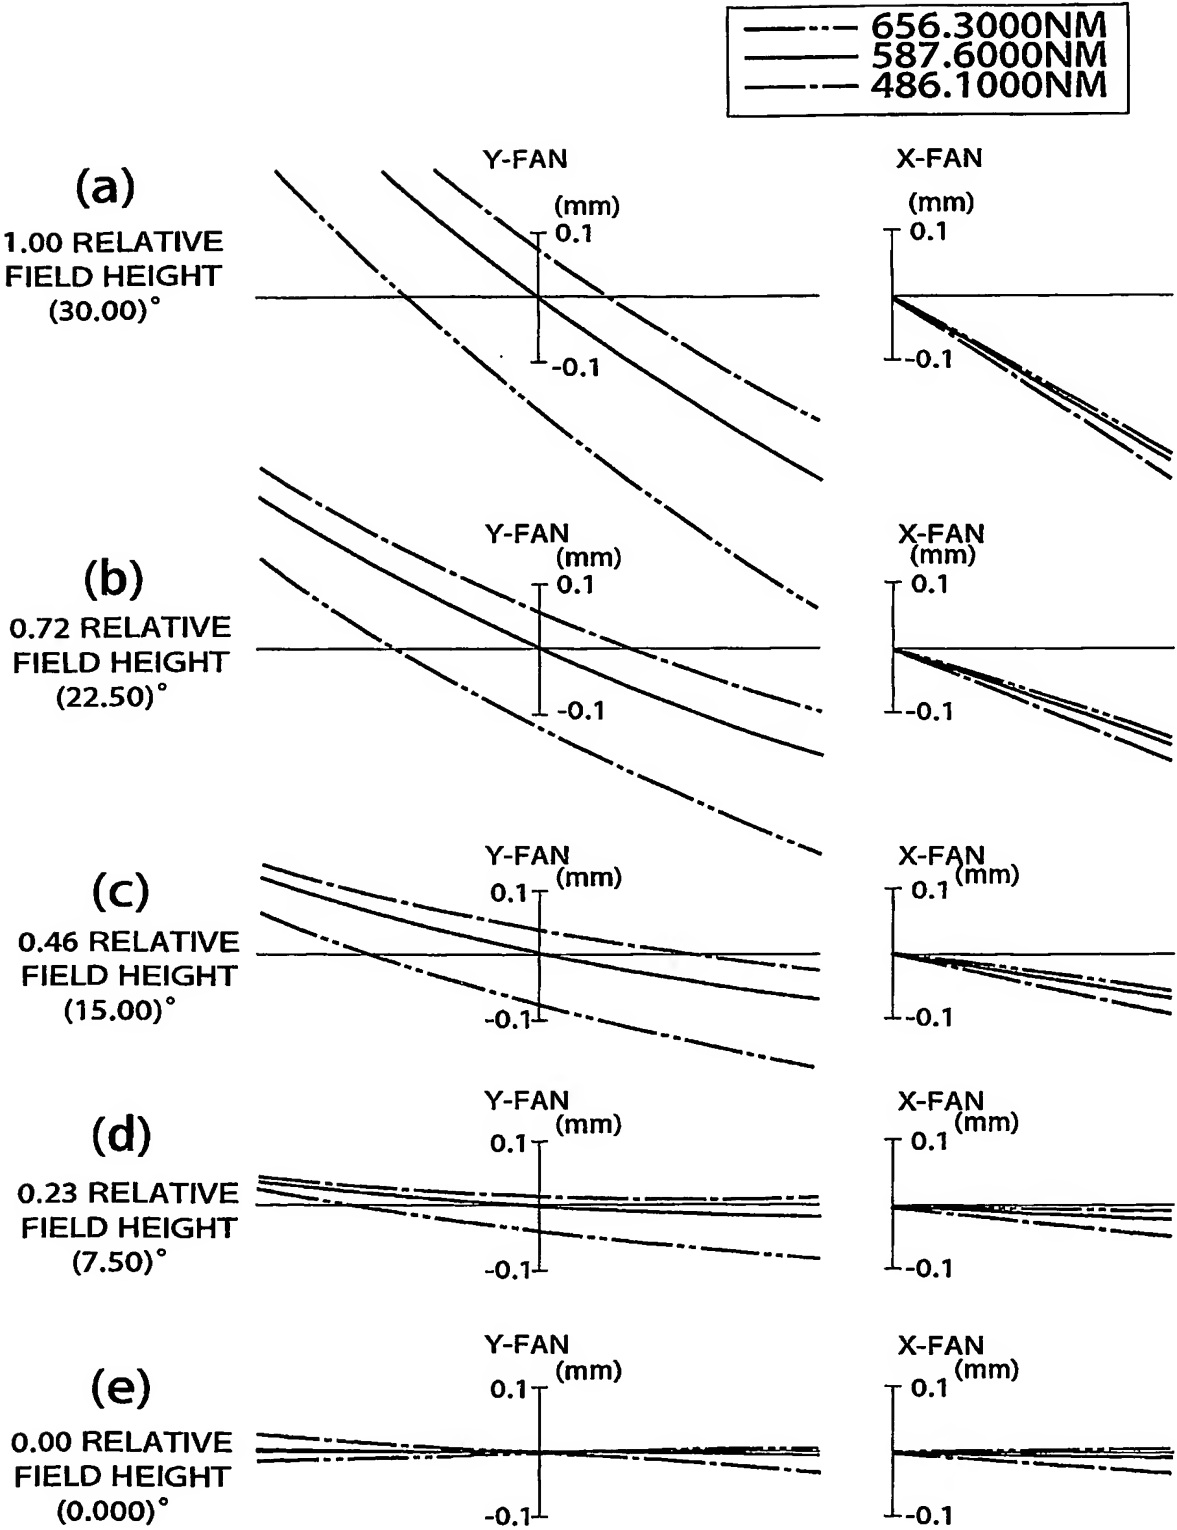 656.3000NM
587.6000NM
486.1000NM
(a)
1.00 RELATIVE
FIELD HEIGHT
(30.00)°
Y-FAN
(mm)
0.1
-0.1
X-FAN
(mm)
0.1
-0.1
(b)
0.72 RELATIVE
FIELD HEIGHT
(22.50)°
Y-FAN
(mm)
0.1
-0.1
X-FAN
(mm)
0.1
-0.1
(c)
0.46 RELATIVE
FIELD HEIGHT
(15.00)°
Y-FAN
(mm)
0.1
-0.1
X-FAN
(mm)
0.1
-0.1
(d)
0.23 RELATIVE
FIELD HEIGHT
(7.50)°
Y-FAN
(mm)
0.1
-0.1
X-FAN
(mm)
0.1
-0.1
(e)
0.00 RELATIVE
FIELD HEIGHT
(0.000)°
Y-FAN
(mm)
0.1
-0.1
X-FAN
(mm)
0.1
-0.1